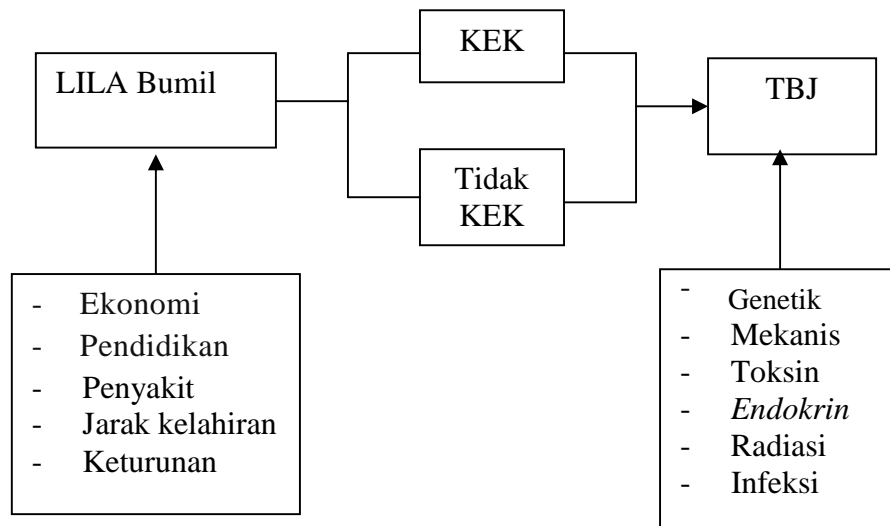 KEK
LILA Bumil
TBJ
Tidak
KEK
- Ekonomi
- Pendidikan
- Penyakit
- Jarak kelahiran
- Keturunan
- Genetik
- Mekanis
- Toksin
- Endokrin
- Radiasi
- Infeksi